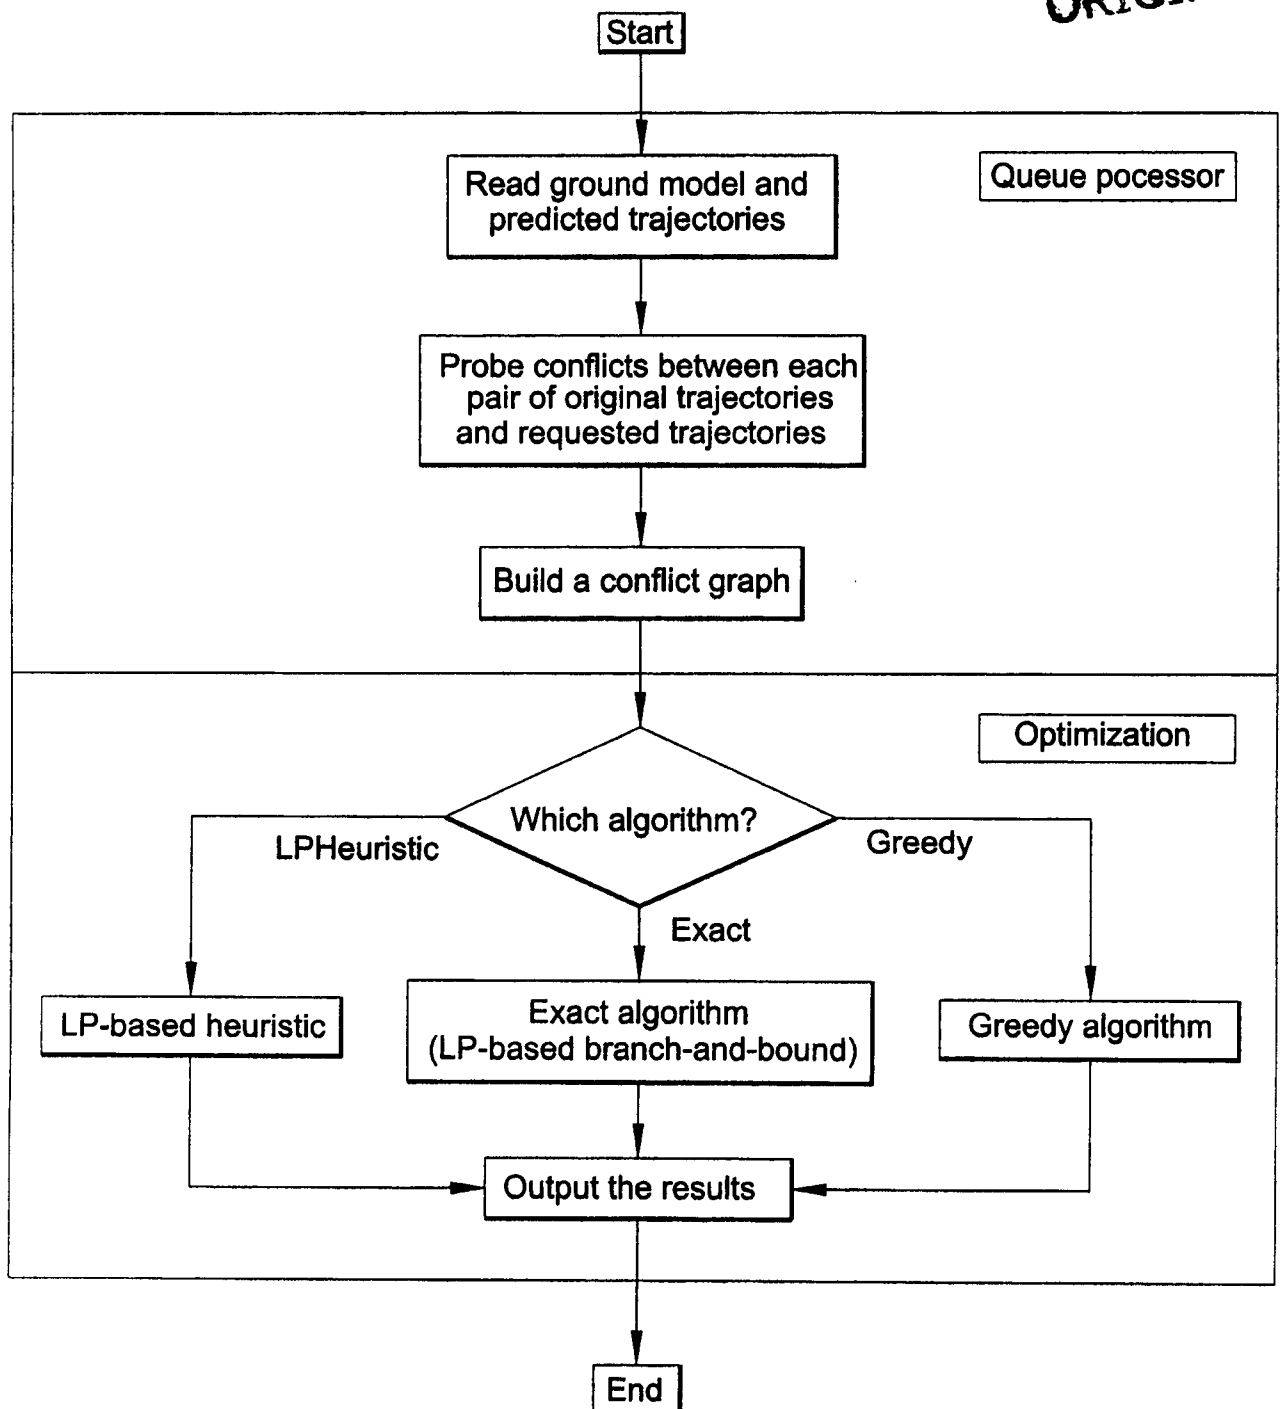 Start
Read ground model and
predicted trajectories
Queue pocessor
Probe conflicts between each
pair of original trajectories
and requested trajectories
Build a conflict graph
Optimization
Which algorithm?
LPHeuristic
Greedy
Exact
LP-based heuristic
Exact algorithm
(LP-based branch-and-bound)
Greedy algorithm
Output the results
End